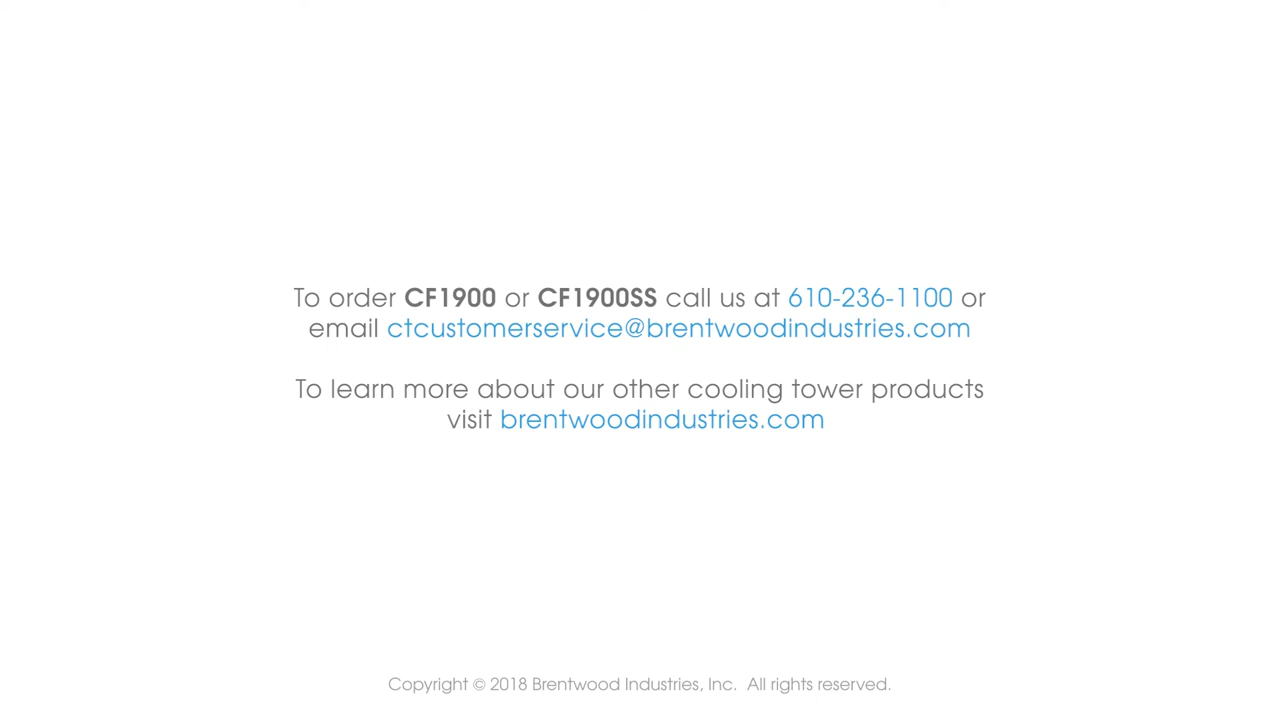 To order CF1900 or CF1900SS call us at 610-236-1100 or
email ctcustomerservice@brentwoodindustries.com
To learn more about our other cooling tower products
visit brentwoodindustries.com
Copyright © 2018 Brentwood Industries, Inc. All rights reserved.